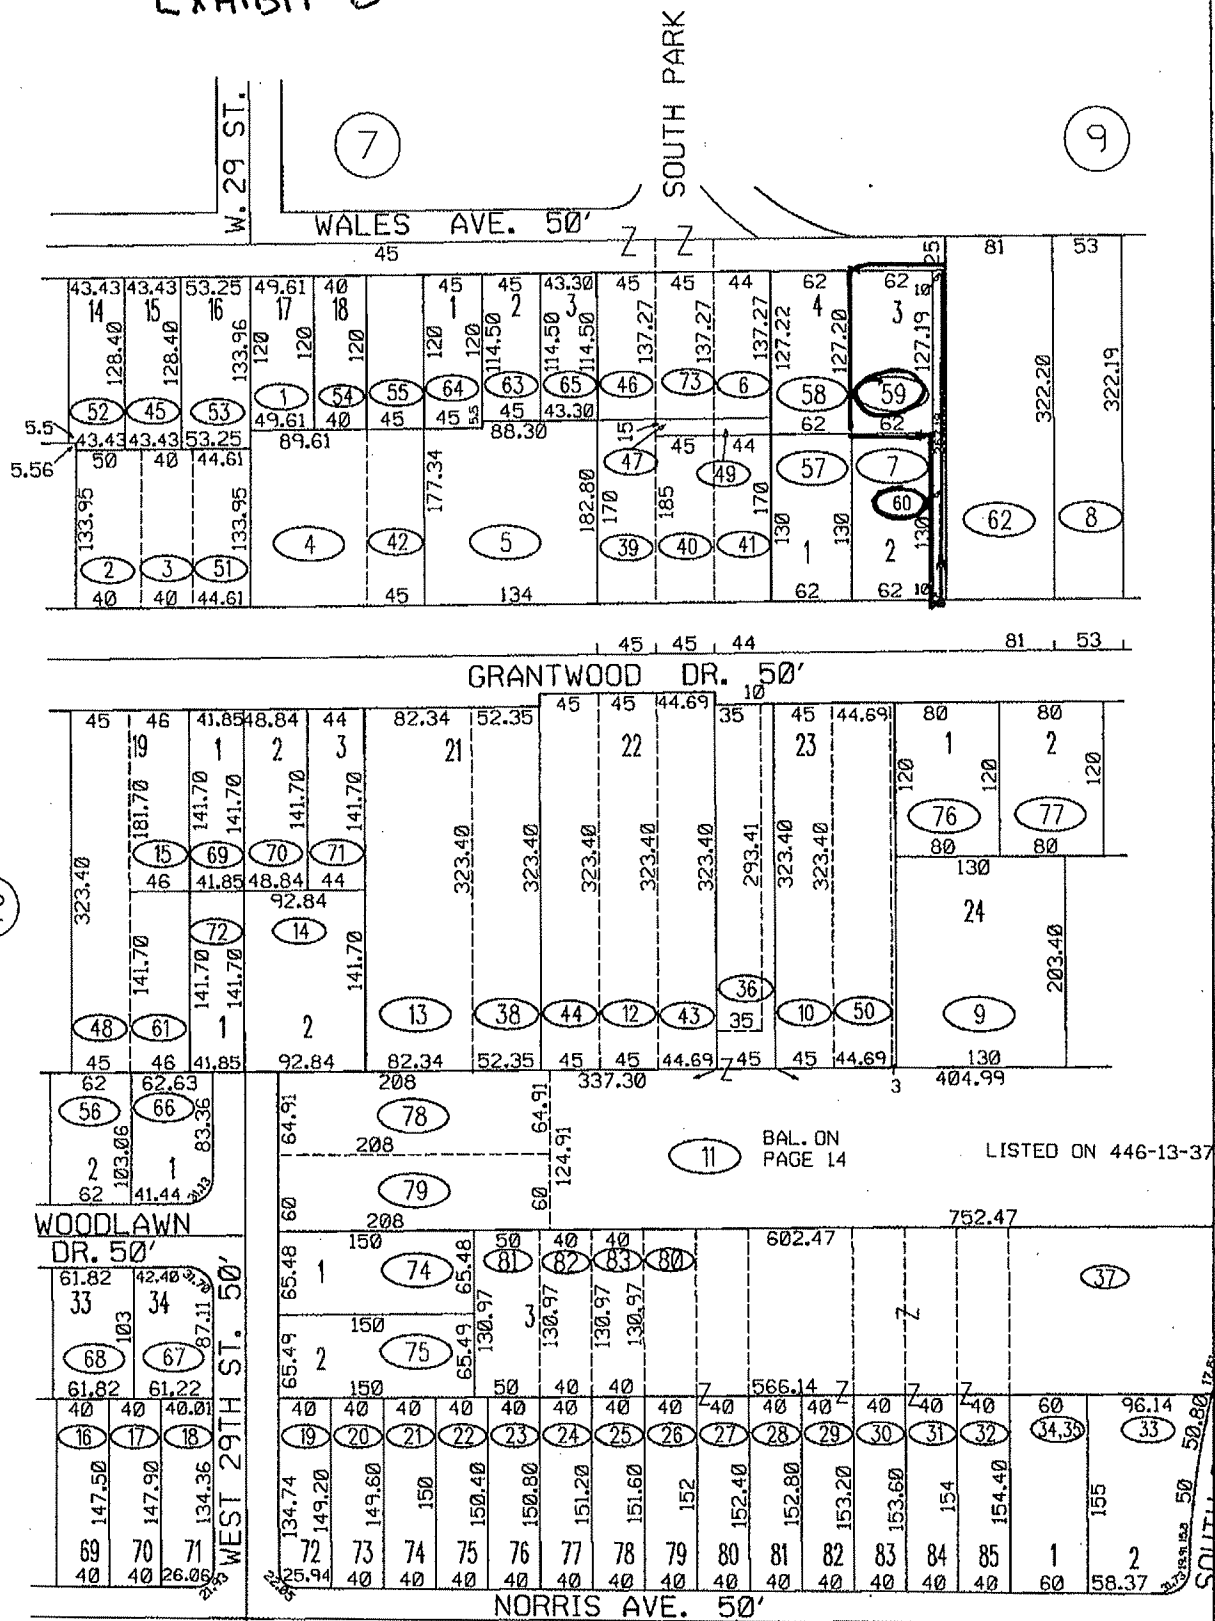 EXHIBIT
W. 29 ST.
7
SOUTH PARK
9
WALES AVE. 50'
Z Z
45 25 81 53
43.43 43.43 53.25 49.61 40 45 45 43.30 45 45 44 62 62 10
14 15 16 17 18 1 2 3 4 3
128.40 128.40 133.96 120 120 120 120 120 114.50 114.50 114.50 137.27 137.27 137.27 127.22 127.20 127.19 322.20 322.19
52 45 53 1 54 55 64 63 65 46 73 6 58 59
49.61 40 45 45 5.5 45 43.30 62 62
5.5 43.43 43.43 53.25 89.61 88.30 15 45 44
5.56 50 40 44.61 177.34 47 49 57 7
133.95 133.95 182.80 170 185 170 130 130 130 60
2 3 51 4 42 5 39 40 41 1 2 62 8
40 40 44.61 45 134 62 62 10
45 45 44 81 53
GRANTWOOD DR. 50'
45 46 41.85 48.84 44 82.34 52.35 45 45 44.69 10 35 45 44.69 80 80
19 1 2 3 21 22 23 1 2
181.70 141.70 141.70 141.70 141.70 120 120 120
323.40 323.40 323.40 323.40 323.40 323.40 293.41 323.40 323.40
15 69 70 71 76 77
46 41.85 48.84 44 80 80
92.84 130
72 14 24
141.70 141.70 141.70 141.70 203.40
48 61 1 2 13 38 44 12 43 36 35 10 50 9
45 46 41.85 92.84 82.34 52.35 45 45 44.69 45 45 44.69 130
62 62.63 208 337.30 Z 3 404.99
56 66 83.36 64.91 78 64.91
2 103.06 1 208 124.91 11 BAL. ON
PAGE 14
LISTED ON 446-13-37
62 41.44 31.13 60 79 60
WOODLAWN
DR. 50'
208 752.47
61.82 42.40 31.70 150 50 40 40 602.47
33 34 65.48 1 74 65.48 81 82 83 80 37
103 87.11 130.97 3 130.97 130.97 130.97 Z
68 67 65.49 2 150 75 65.49
61.82 61.22 150 50 40 40 Z 566.14 Z Z Z
40 40 40.01 40 40 40 40 40 40 40 40 40 40 40 40 40 40 60 96.14
16 17 18 19 20 21 22 23 24 25 26 27 28 29 30 31 32 34,35 33
147.50 147.90 134.36 134.74 149.20 149.60 150 150.40 150.80 151.20 151.60 152 152.40 152.80 153.20 153.60 154 154.40 155 50 50.80
69 70 71 72 73 74 75 76 77 78 79 80 81 82 83 84 85 1 2
40 40 26.06 25.94 40 40 40 40 40 40 40 40 40 40 40 40 40 60 58.37
WEST 29TH ST. 50'
22.05
NORRIS AVE. 50'